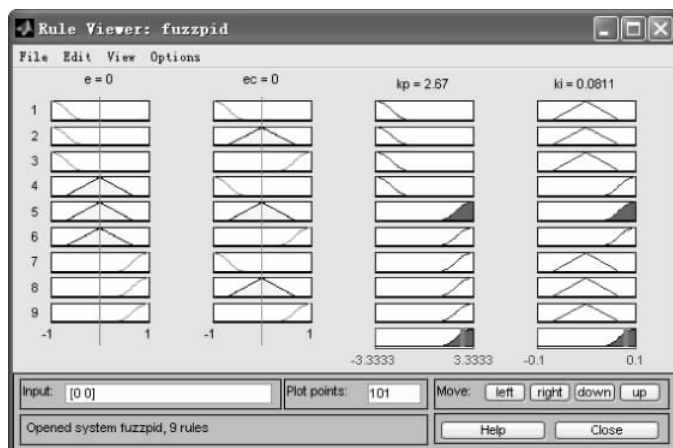 Rule Viewer: fuzzpid
File Edit View Options
e = 0 ec = 0 kp = 2.67 ki = 0.0811
1
2
3
4
5
6
7
8
9
-1 1 -1 1
-3.3333 3.3333 -0.1 0.1
Input: [0 0] Plot points: 101 Move: left right down up
Opened system fuzzpid, 9 rules Help Close